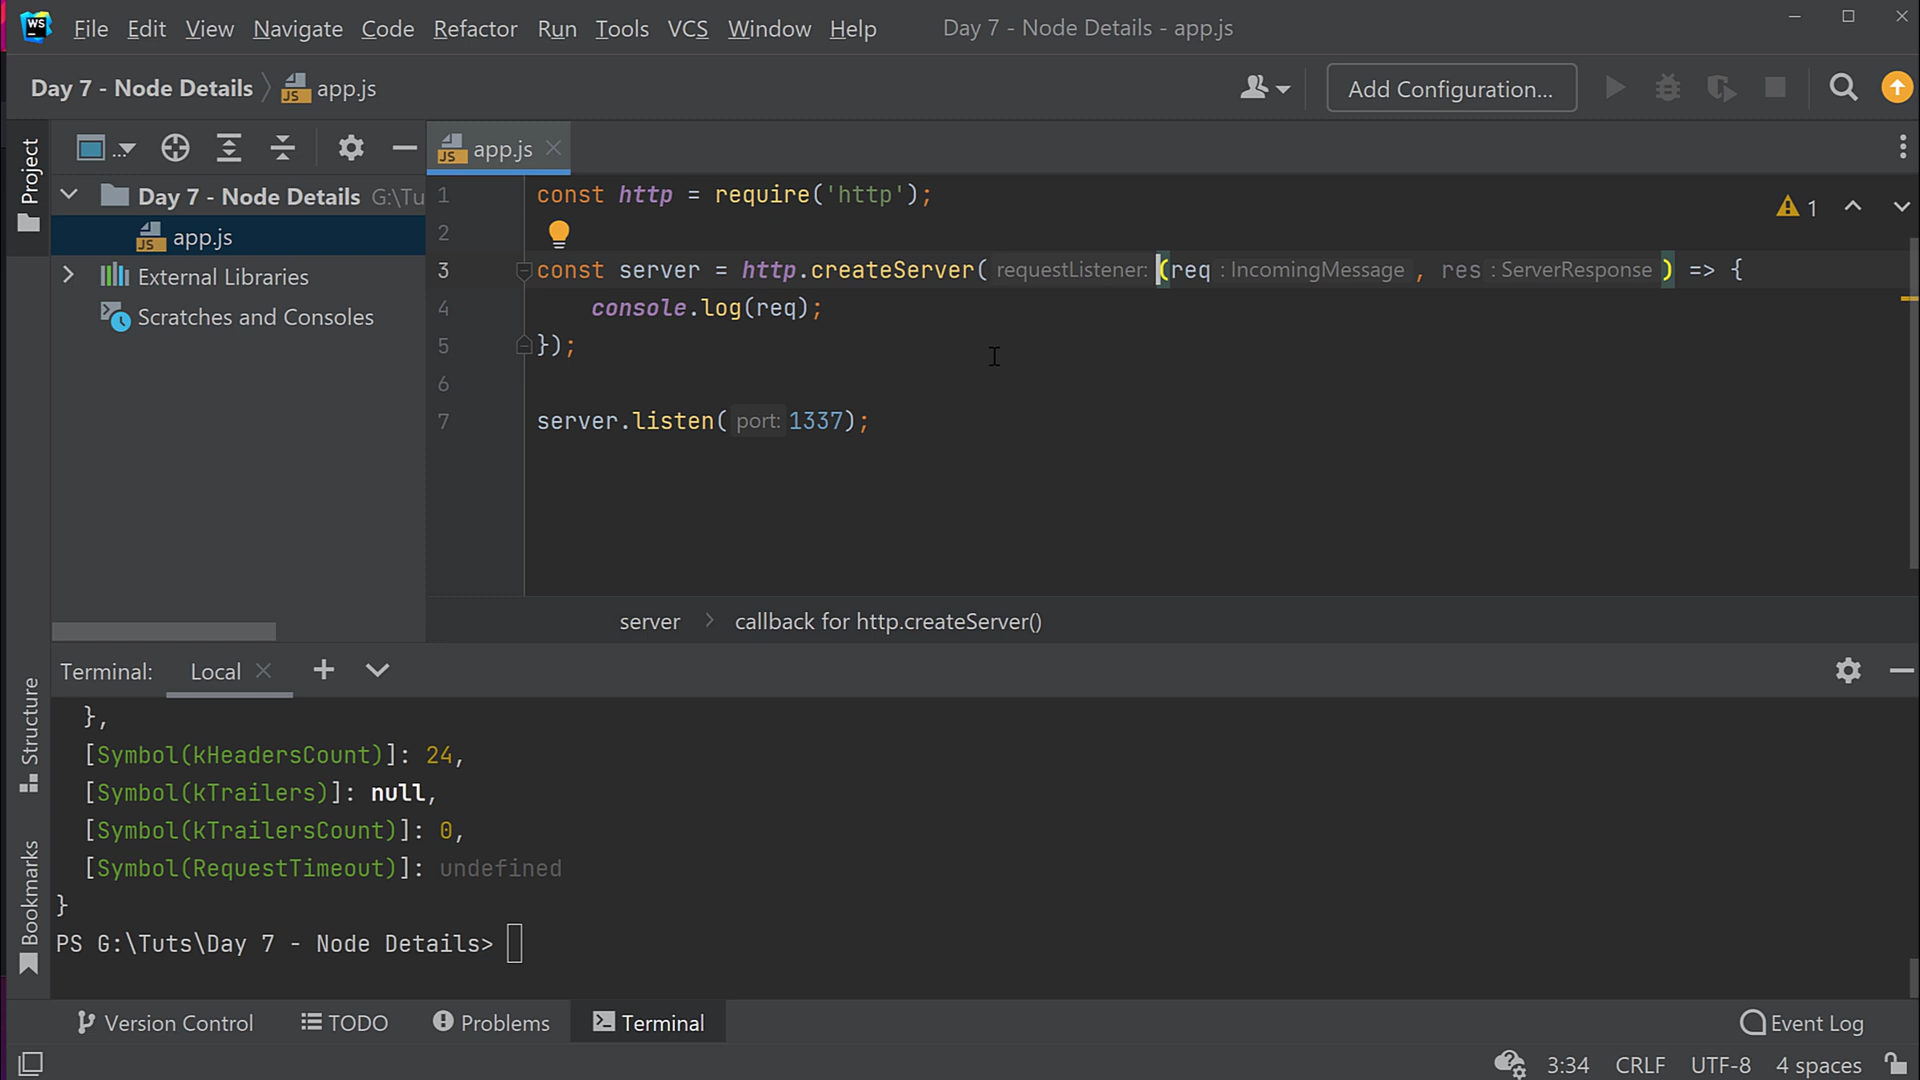 WS File Edit View Navigate Code Refactor Run Tools VCS Window Help Day 7 - Node Details - app.js
Day 7 - Node Details JS app.js Add Configuration...
Project
... JS app.js
Day 7 - Node Details G:\Tu
JS app.js
External Libraries
Scratches and Consoles
1 const http = require('http');
2
3 const server = http.createServer( requestListener: (req : IncomingMessage , res : ServerResponse ) => {
4 console.log(req);
5 });
6
7 server.listen( port: 1337);
1
server callback for http.createServer()
Terminal: Local
Structure
Bookmarks
},
[Symbol(kHeadersCount)]: 24,
[Symbol(kTrailers)]: null,
[Symbol(kTrailersCount)]: 0,
[Symbol(RequestTimeout)]: undefined
}
PS G:\Tuts\Day 7 - Node Details>
Version Control TODO Problems Terminal Event Log
3:34 CRLF UTF-8 4 spaces